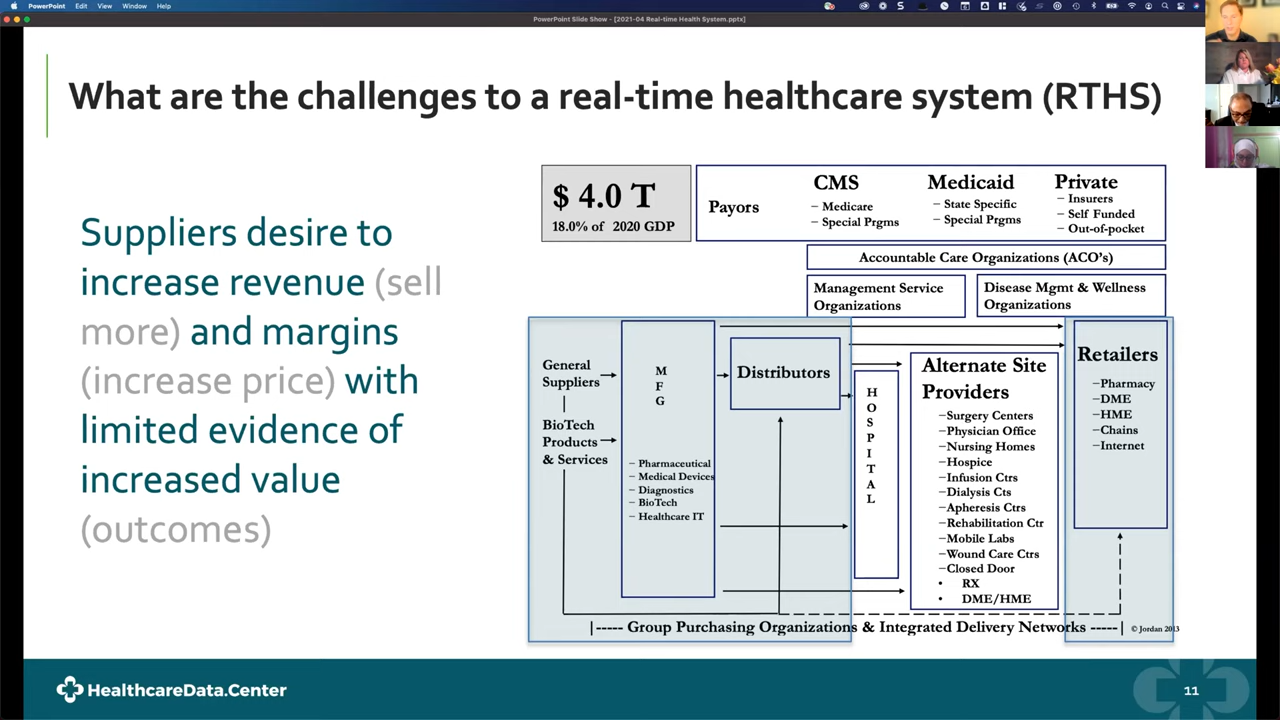 PowerPoint Edit View Window Help
PowerPoint Slide Show - [2021-04 Real-time Health System.pptx]
What are the challenges to a real-time healthcare system (RTHS)
Suppliers desire to
increase revenue (sell
more) and margins
(increase price) with
limited evidence of
increased value
(outcomes)
$ 4.0 T
18.0% of 2020 GDP
Payors
CMS
– Medicare
– Special Prgms
Medicaid
– State Specific
– Special Prgms
Private
– Insurers
– Self Funded
– Out-of-pocket
Accountable Care Organizations (ACO's)
Management Service
Organizations
Disease Mgmt & Wellness
Organizations
General
Suppliers
BioTech
Products
& Services
M
F
G
– Pharmaceutical
– Medical Devices
– Diagnostics
– BioTech
– Healthcare IT
Distributors
H
O
S
P
I
T
A
L
Alternate Site
Providers
–Surgery Centers
–Physician Office
–Nursing Homes
–Hospice
–Infusion Ctrs
–Dialysis Cts
–Apheresis Ctrs
–Rehabilitation Ctr
–Mobile Labs
–Wound Care Ctrs
–Closed Door
• RX
• DME/HME
Retailers
–Pharmacy
–DME
–HME
–Chains
–Internet
|----- Group Purchasing Organizations & Integrated Delivery Networks -----|
© Jordan 2013
HealthcareData.Center
11